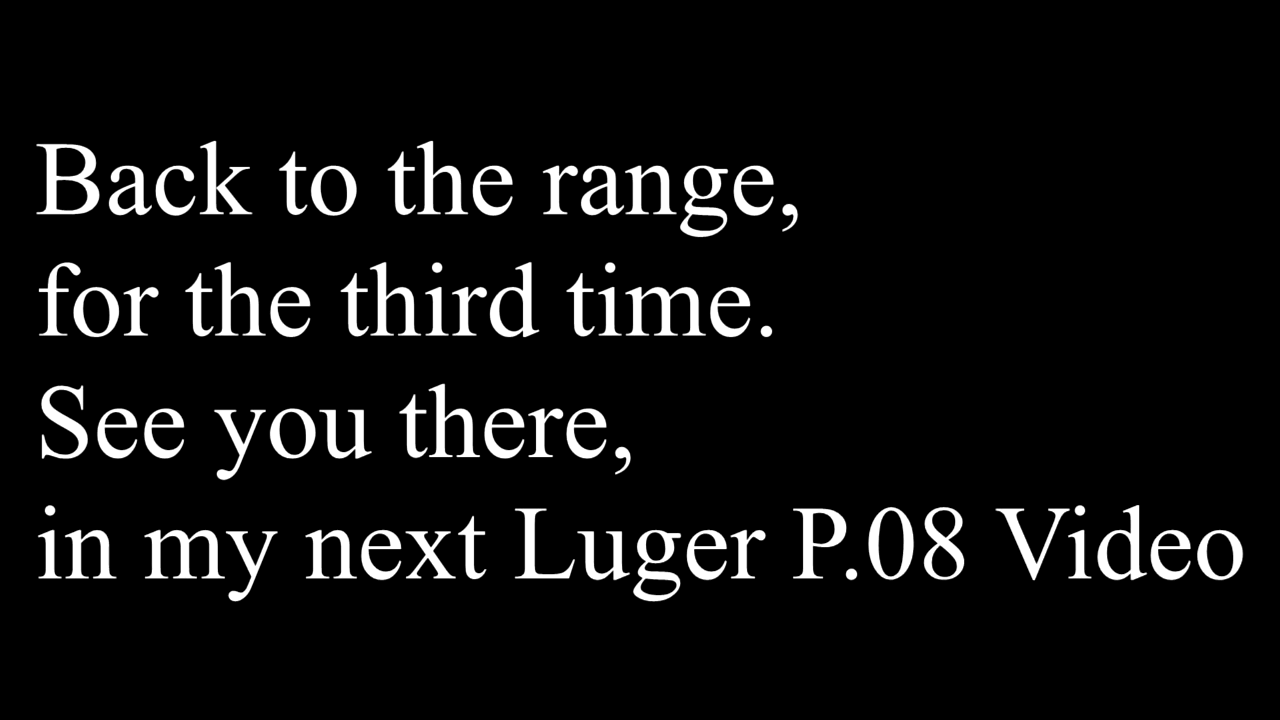 Back to the range,
for the third time.
See you there,
in my next Luger P.08 Video